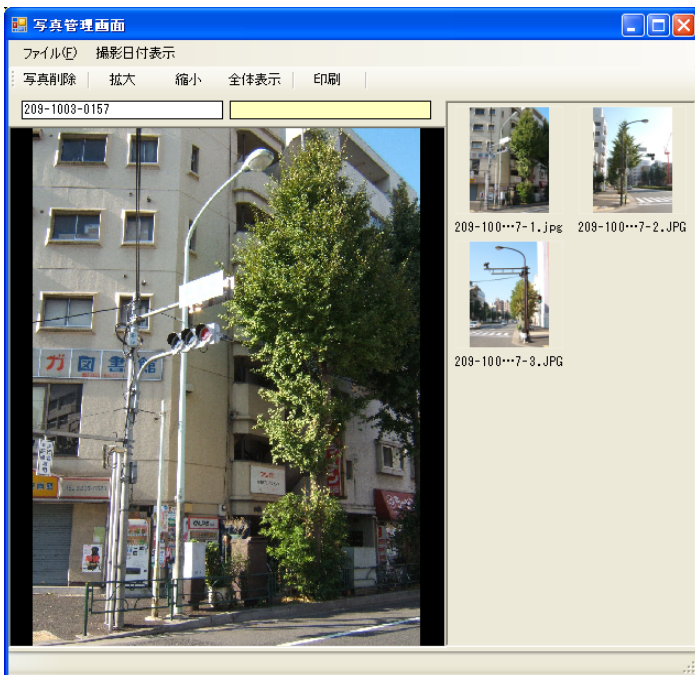 写真管理画面
ファイル(F) 撮影日付表示
写真削除 拡大 縮小 全体表示 印刷
209-1003-0157
209-100…7-1.jpg 209-100…7-2.JPG
209-100…7-3.JPG
ガ図書館